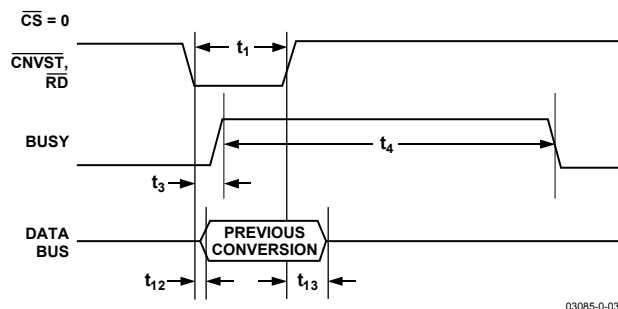 CS = 0
CNVST,
RD
t1
BUSY
t4
t3
DATA
BUS
PREVIOUS
CONVERSION
t12
t13
03085-0-03